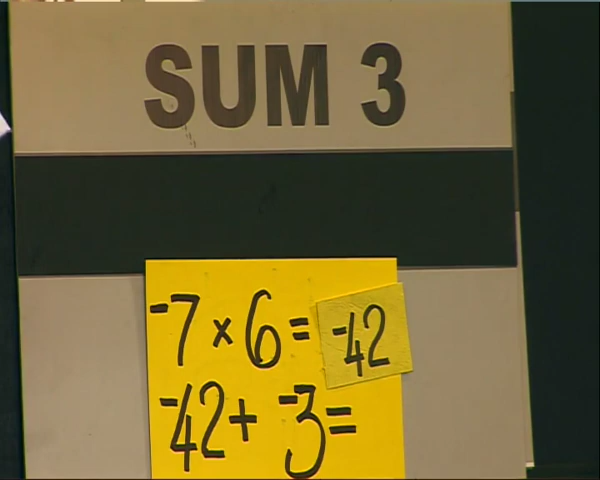 SUM 3
⁻7 × 6 = ⁻42
⁻42 + ⁻3 =